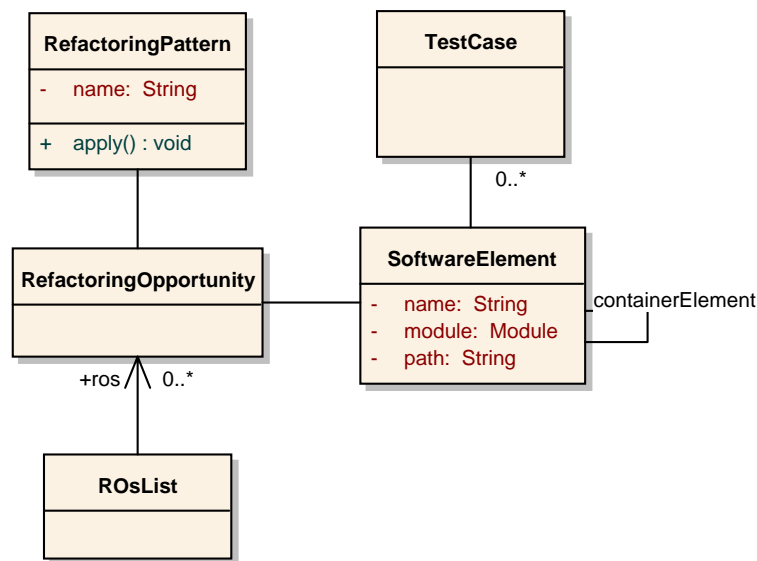 RefactoringPattern
- name: String
+ apply() : void
TestCase
0..*
RefactoringOpportunity
SoftwareElement
- name: String
- module: Module
- path: String
containerElement
+ros
0..*
ROsList